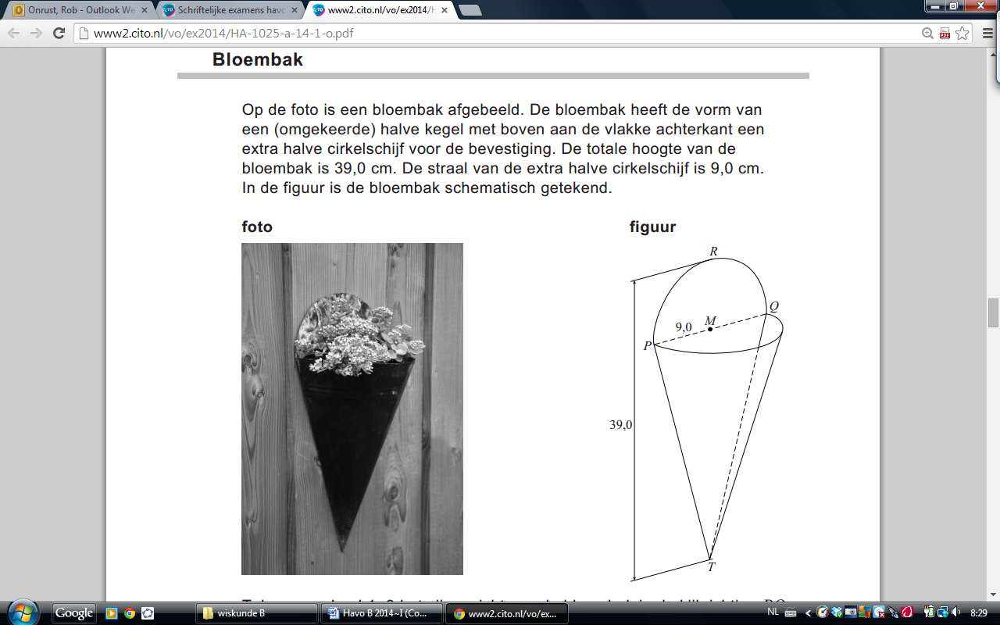 Onrust, Rob - Outlook We
Schriftelijke examens havo
www2.cito.nl/vo/ex2014/H
www2.cito.nl/vo/ex2014/HA-1025-a-14-1-o.pdf
Bloembak
Op de foto is een bloembak afgebeeld. De bloembak heeft de vorm van
een (omgekeerde) halve kegel met boven aan de vlakke achterkant een
extra halve cirkelschijf voor de bevestiging. De totale hoogte van de
bloembak is 39,0 cm. De straal van de extra halve cirkelschijf is 9,0 cm.
In de figuur is de bloembak schematisch getekend.
foto
figuur
R
Q
M
9,0
P
39,0
T
Google
wiskunde B
Havo B 2014~I (Co...
www2.cito.nl/vo/ex...
NL
8:29